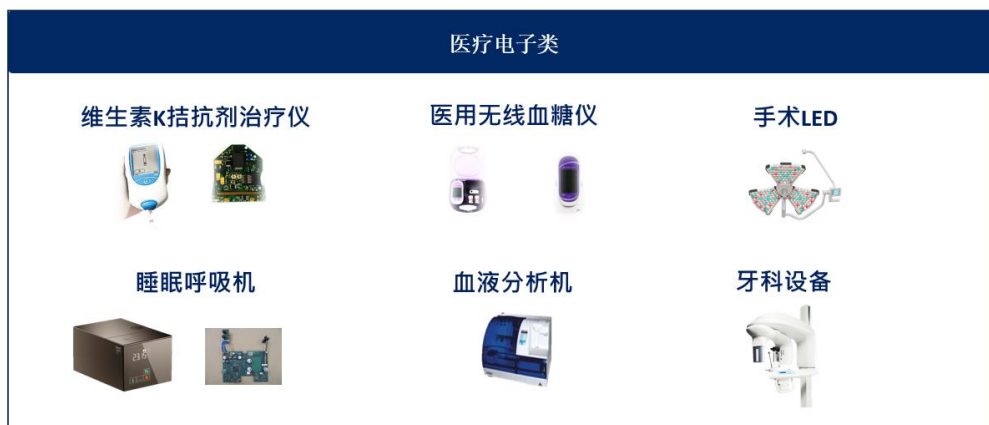 医疗电子类
维生素K拮抗剂治疗仪
医用无线血糖仪
手术LED
睡眠呼吸机
血液分析机
牙科设备